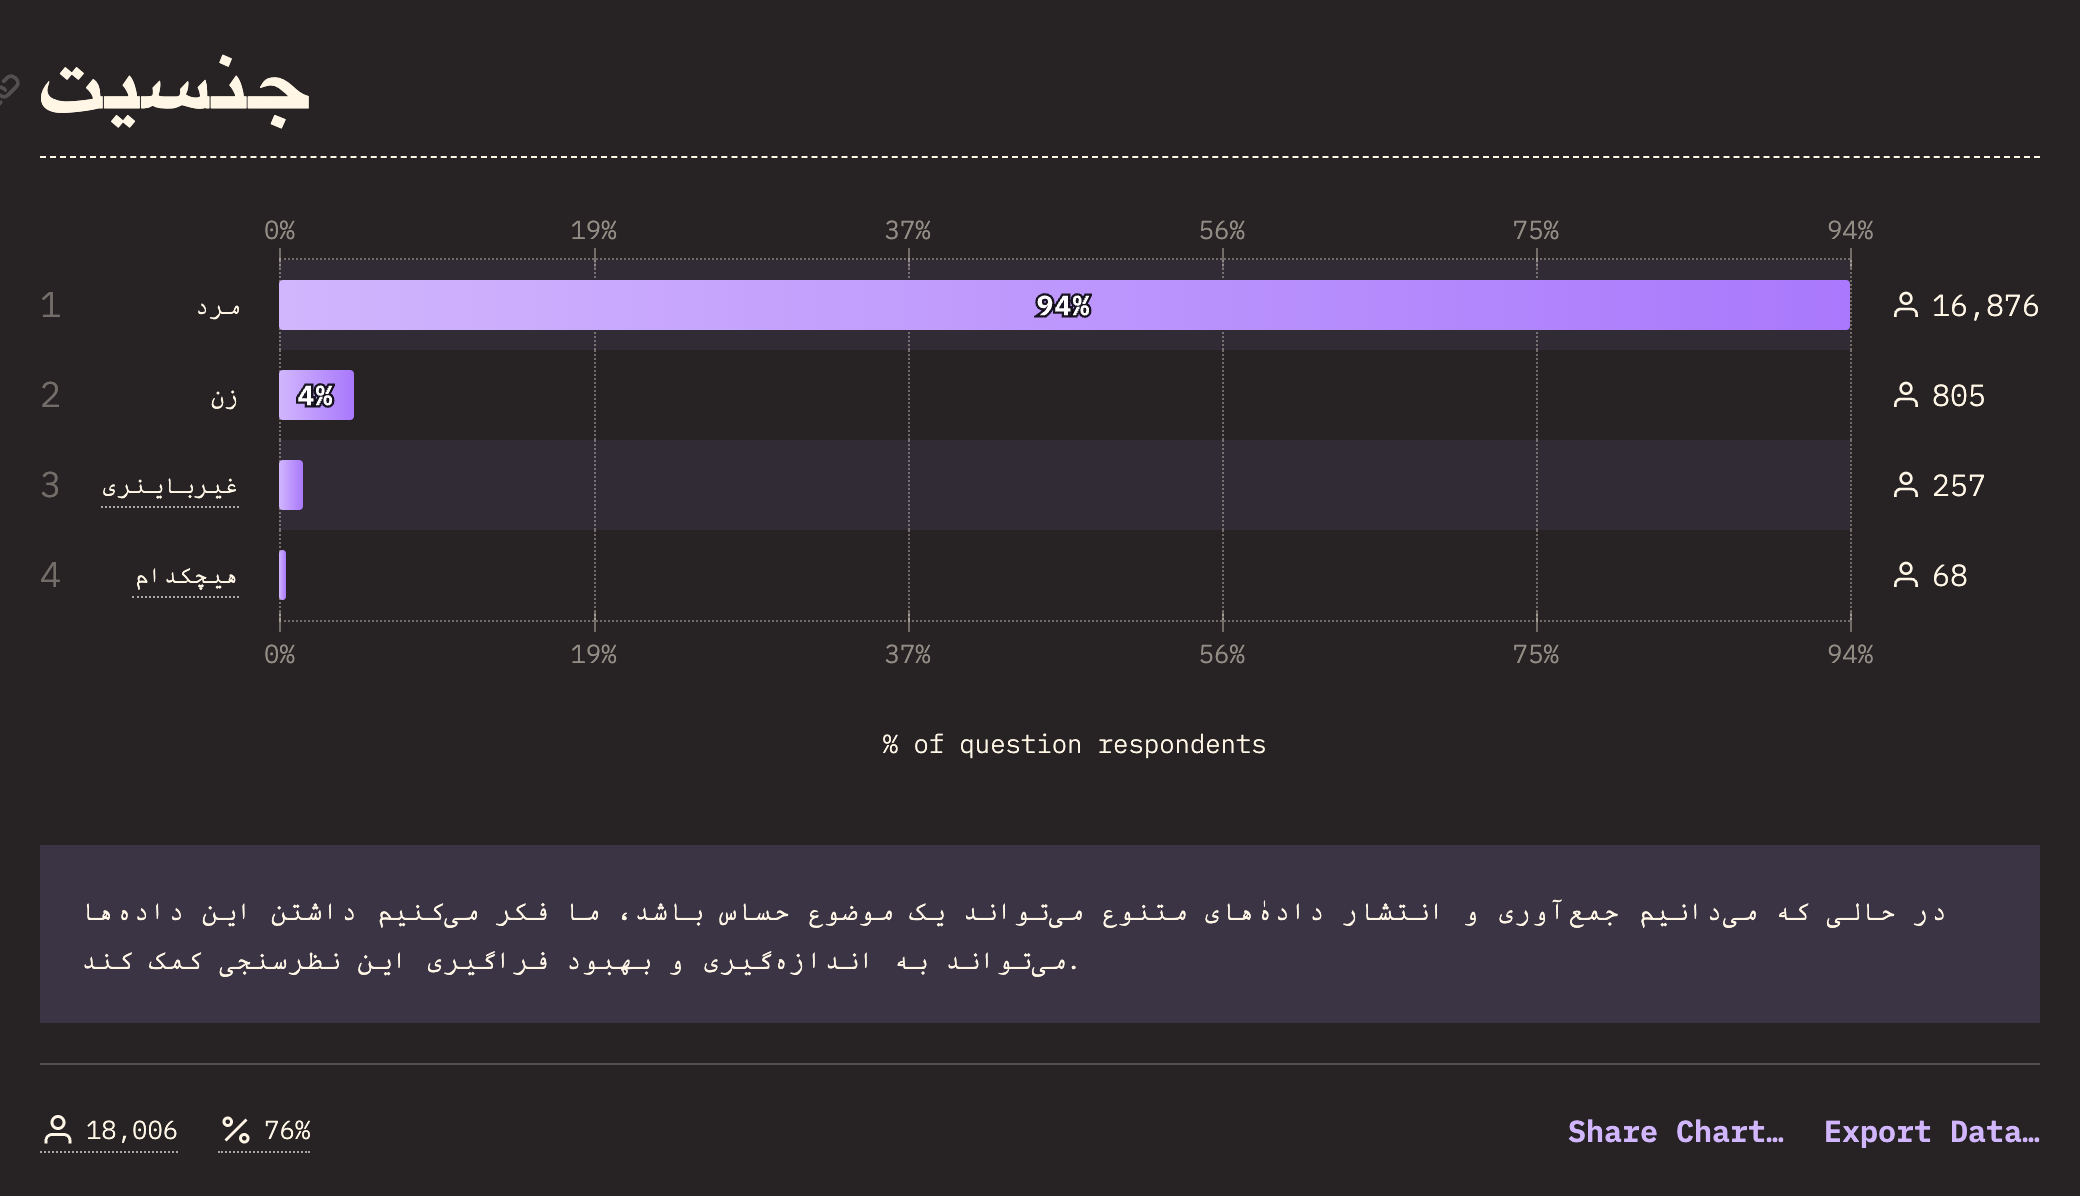 جنسیت
0% 19% 37% 56% 75% 94%
1 مرد 94% 16,876
2 زن 4% 805
3 غیرباینری 257
4 هیچکدام 68
0% 19% 37% 56% 75% 94%
% of question respondents
در حالی که می‌دانیم جمع‌آوری و انتشار دادهٔ‌های متنوع می‌تواند یک موضوع حساس باشد، ما فکر می‌کنیم داشتن این داده‌ها
می‌تواند به اندازه‌گیری و بهبود فراگیری این نظرسنجی کمک کند.
18,006 76% Share Chart… Export Data…